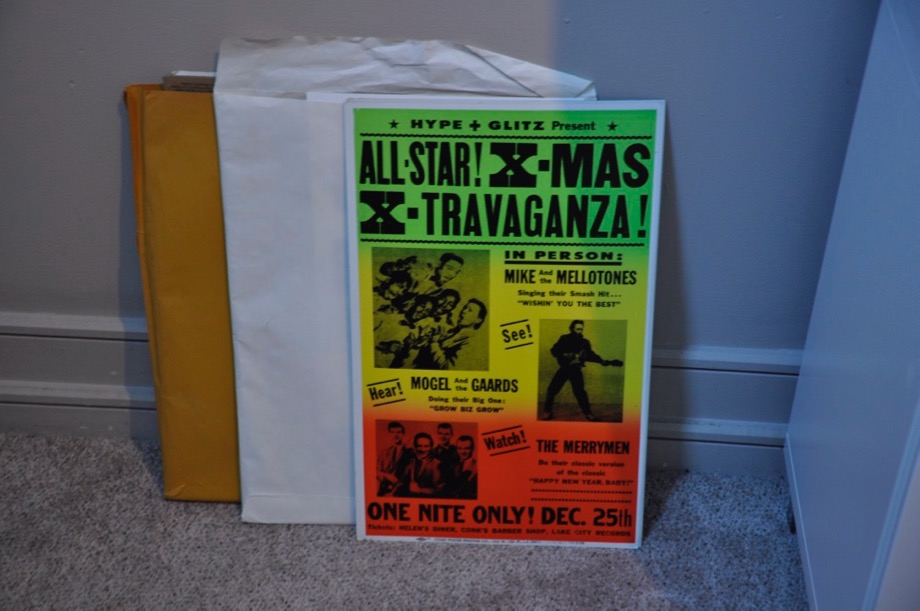 ★ HYPE + GLITZ Present ★
ALL-STAR! X-MAS
X-TRAVAGANZA!
IN PERSON:
MIKE And the MELLOTONES
Singing their Smash Hit...
"WISHIN' YOU THE BEST"
See!
Hear!
MOGEL And the GAARDS
Doing their Big One:
"GROW BIZ GROW"
Watch!
THE MERRYMEN
Do their classic version
of the classic
"HAPPY NEW YEAR, BABY!"
ONE NITE ONLY! DEC. 25th
Tickets: HELEN'S DINER, CONK'S BARBER SHOP, LAKE CITY RECORDS